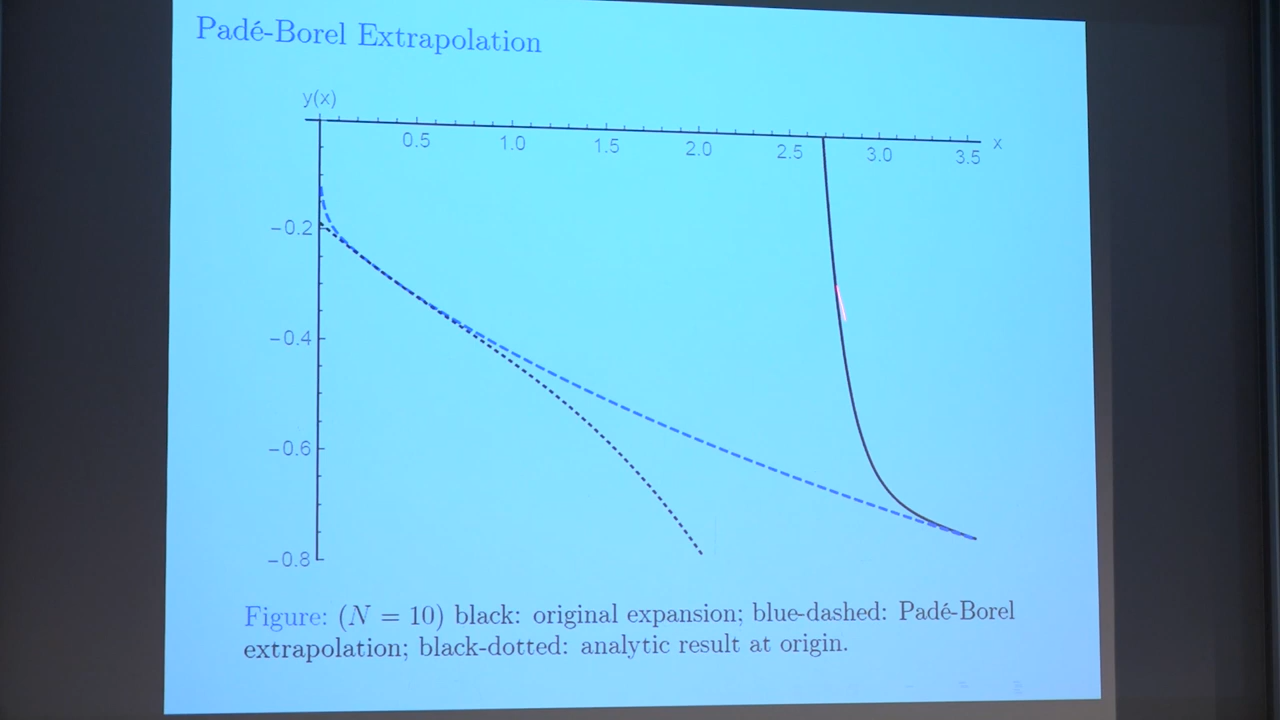 Padé-Borel Extrapolation
y(x)
0.5 1.0 1.5 2.0 2.5 3.0 3.5 x
−0.2
−0.4
−0.6
−0.8
Figure: (N = 10) black: original expansion; blue-dashed: Padé-Borel
extrapolation; black-dotted: analytic result at origin.